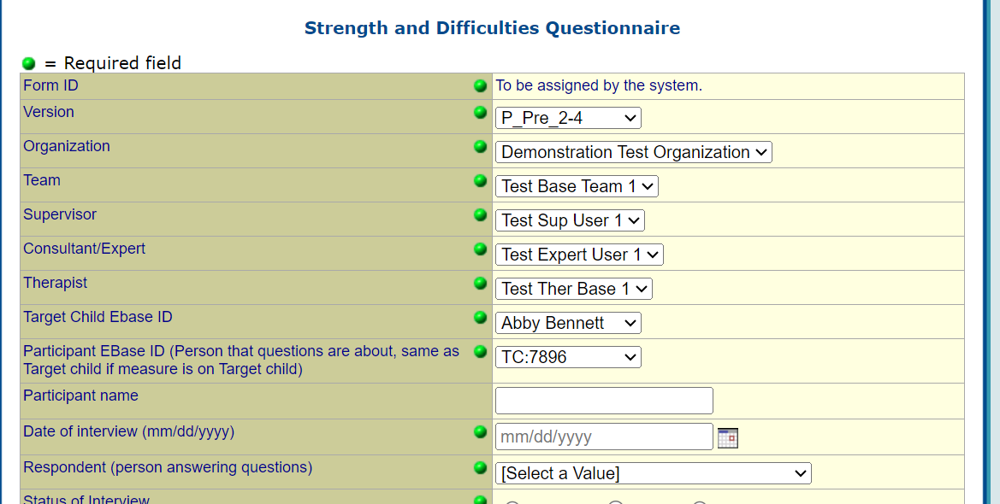 Strength and Difficulties Questionnaire
= Required field
Form ID To be assigned by the system.
Version P_Pre_2-4
Organization Demonstration Test Organization
Team Test Base Team 1
Supervisor Test Sup User 1
Consultant/Expert Test Expert User 1
Therapist Test Ther Base 1
Target Child Ebase ID Abby Bennett
Participant EBase ID (Person that questions are about, same as
Target child if measure is on Target child) TC:7896
Participant name
Date of interview (mm/dd/yyyy) mm/dd/yyyy
Respondent (person answering questions) [Select a Value]
Status of Interview